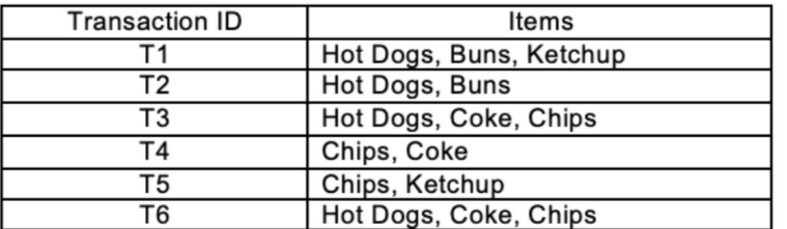 Transaction ID Items
T1 Hot Dogs, Buns, Ketchup
T2 Hot Dogs, Buns
T3 Hot Dogs, Coke, Chips
T4 Chips, Coke
T5 Chips, Ketchup
T6 Hot Dogs, Coke, Chips